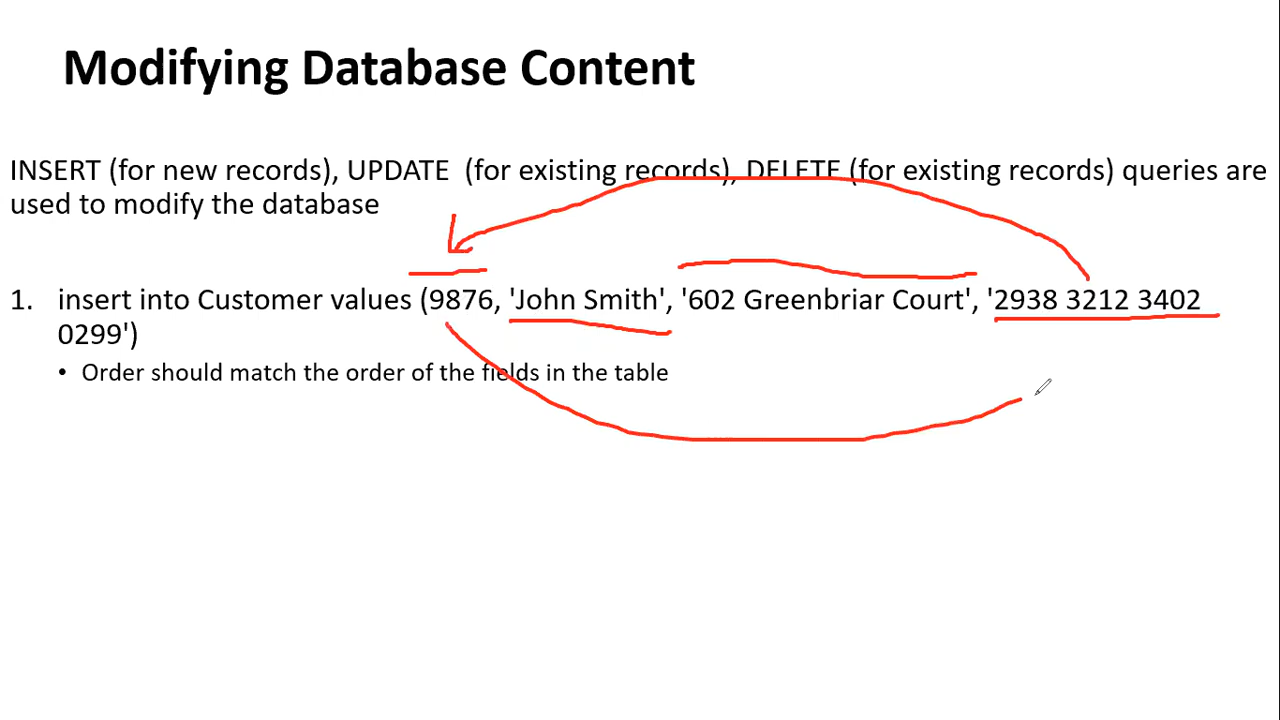 Modifying Database Content
INSERT (for new records), UPDATE  (for existing records), DELETE (for existing records) queries are
used to modify the database
1. insert into Customer values (9876, 'John Smith', '602 Greenbriar Court', '2938 3212 3402
0299')
• Order should match the order of the fields in the table